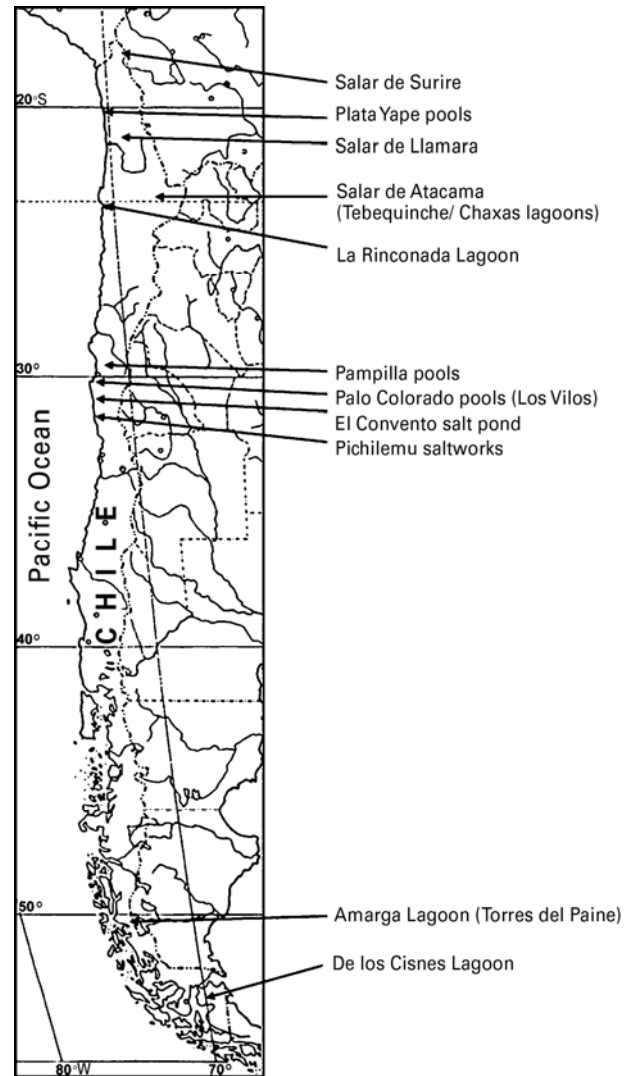 Salar de Surire
20°S
Plata Yape pools
Salar de Llamara
Salar de Atacama
(Tebequinche/ Chaxas lagoons)
La Rinconada Lagoon
Pampilla pools
30°
Palo Colorado pools (Los Vilos)
El Convento salt pond
Pichilemu saltworks
Pacific Ocean
CHILE
40°
50°
Amarga Lagoon (Torres del Paine)
De los Cisnes Lagoon
80°W
70°